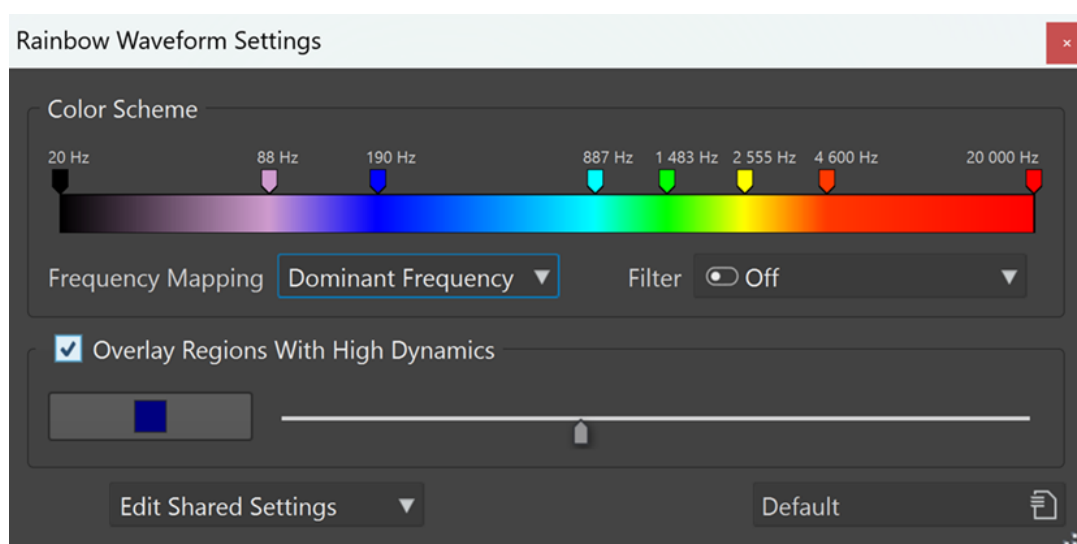 Rainbow Waveform Settings
Color Scheme
20 Hz 88 Hz 190 Hz 887 Hz 1 483 Hz 2 555 Hz 4 600 Hz 20 000 Hz
Frequency Mapping Dominant Frequency Filter Off
Overlay Regions With High Dynamics
Edit Shared Settings Default